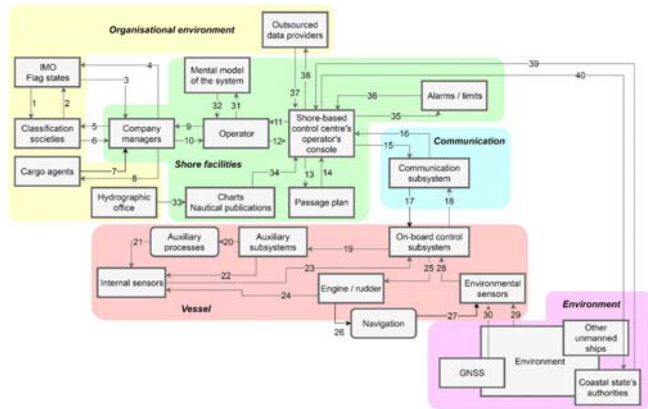 Organisational environment
Outsourced
data providers
IMO
Flag states
4
3
1
2
Mental model
of the system
37
38
39
40
36
Alarms / limits
32
31
35
Classification
societies
5
6
Company
managers
9
10
Operator
11
12
Shore-based
control centre's
operator's
console
16
15
Communication
7
8
Cargo agents
Shore facilities
34
13
14
Communication
subsystem
Hydrographic
office
33
Charts
Nautical publications
Passage plan
17
18
21
Auxiliary
processes
20
Auxiliary
subsystems
19
On-board control
subsystem
22
23
25
28
Internal sensors
24
Engine / rudder
Environmental
sensors
Vessel
26
Navigation
27
30
29
Environment
Other
unmanned
ships
Environment
GNSS
Coastal state's
authorities